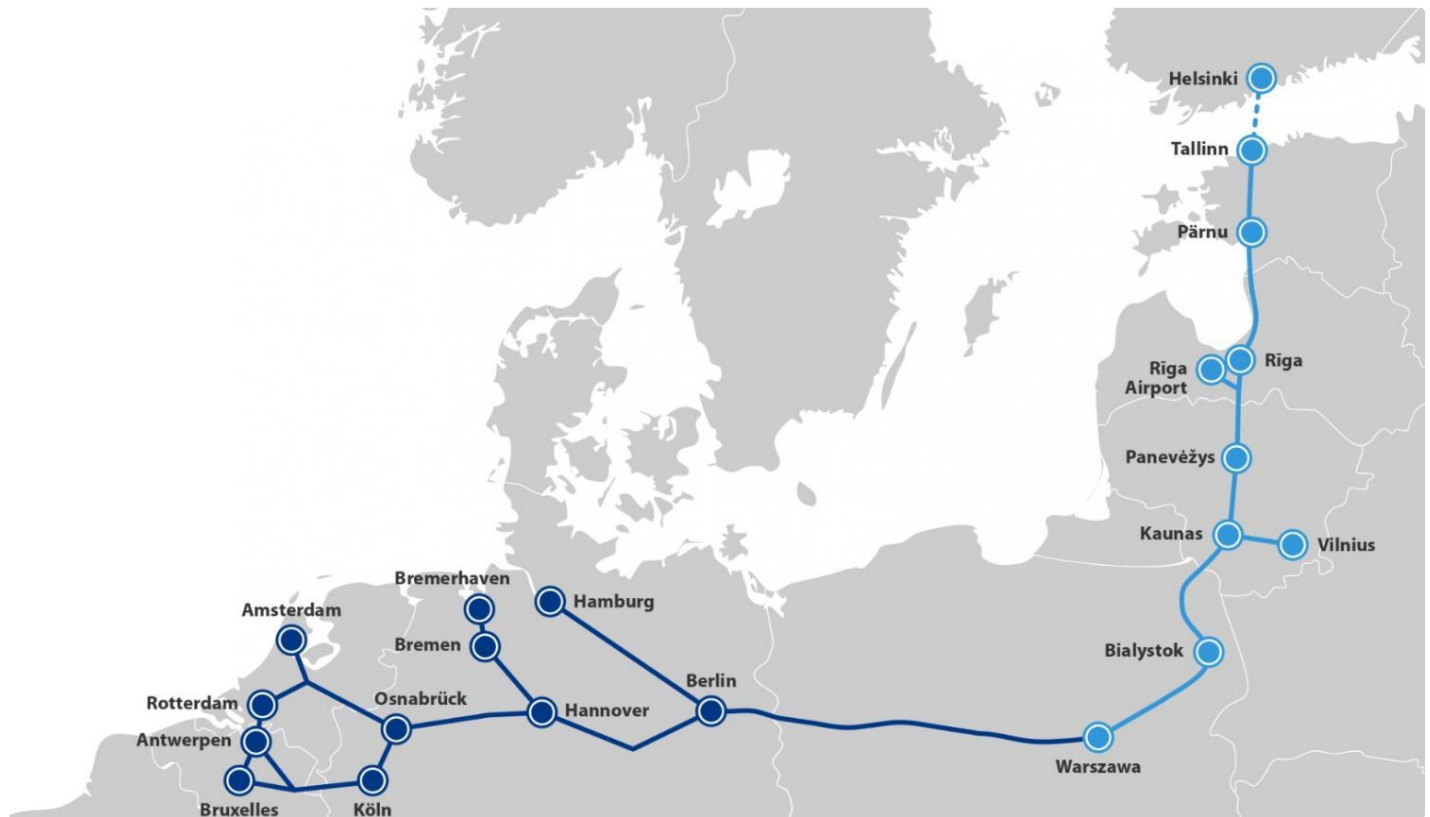 Helsinki
Tallinn
Pärnu
Rīga
Rīga
Airport
Panevėžys
Kaunas
Vilnius
Bremerhaven
Hamburg
Amsterdam
Bremen
Bialystok
Berlin
Rotterdam
Osnabrück
Hannover
Antwerpen
Warszawa
Bruxelles
Köln